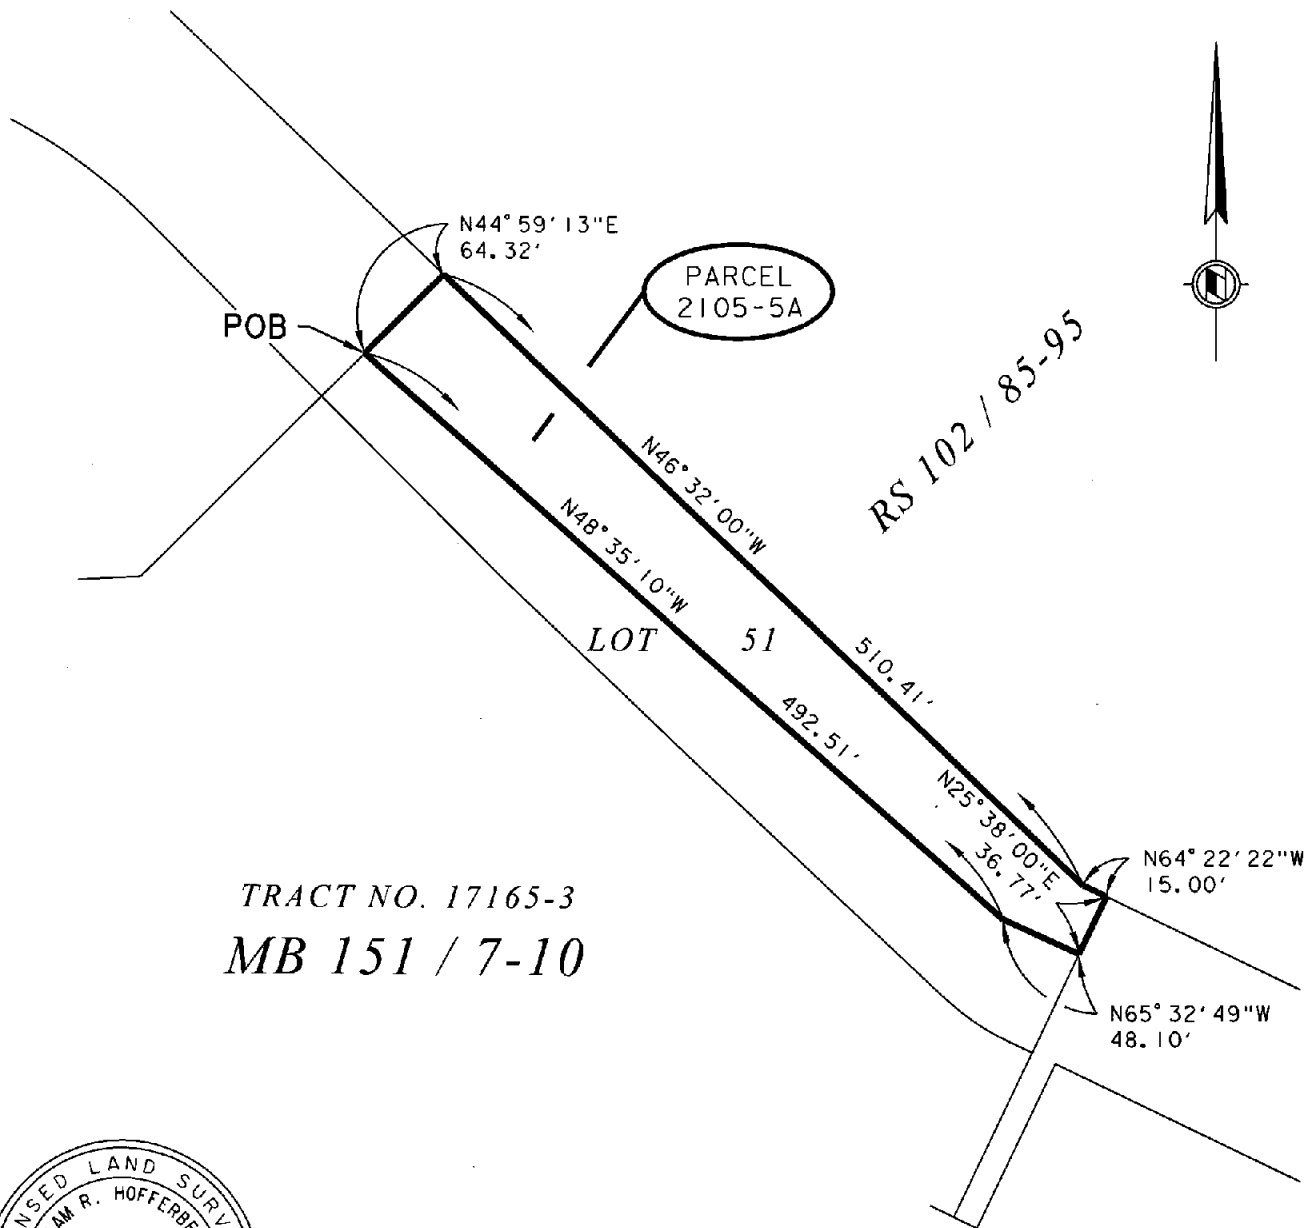 N44°59'13"E
64.32'
PARCEL
2105-5A
POB
RS 102 / 85-95
N46°32'00"W
510.41'
N48°35'10"W
492.51'
LOT 51
N25°38'00"E
36.77'
N64°22'22"W
15.00'
N65°32'49"W
48.10'
TRACT NO. 17165-3
MB 151 / 7-10
LAND
R. HOFFERBE